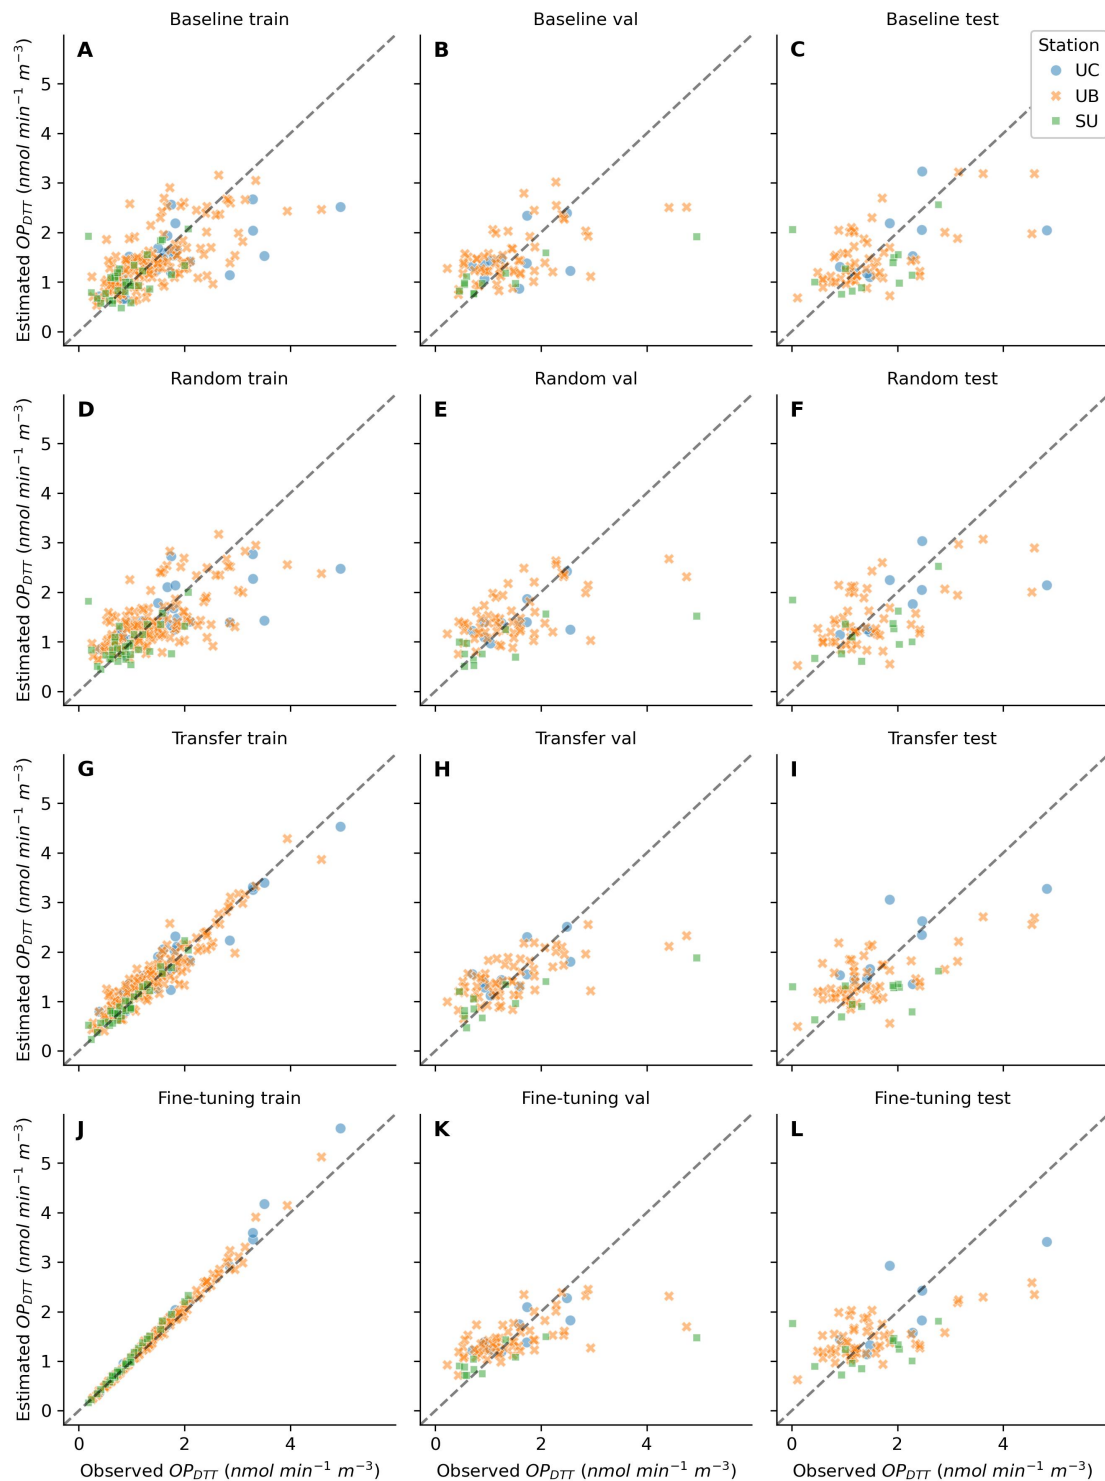 Baseline train
Baseline val
Baseline test
A
B
C
Station
UC
UB
SU
Estimated OP_DTT (nmol min⁻¹ m⁻³)
5
4
3
2
1
0
Random train
Random val
Random test
D
E
F
Estimated OP_DTT (nmol min⁻¹ m⁻³)
5
4
3
2
1
0
Transfer train
Transfer val
Transfer test
G
H
I
Estimated OP_DTT (nmol min⁻¹ m⁻³)
5
4
3
2
1
0
Fine-tuning train
Fine-tuning val
Fine-tuning test
J
K
L
Estimated OP_DTT (nmol min⁻¹ m⁻³)
5
4
3
2
1
0
0 2 4
0 2 4
0 2 4
Observed OP_DTT (nmol min⁻¹ m⁻³)
Observed OP_DTT (nmol min⁻¹ m⁻³)
Observed OP_DTT (nmol min⁻¹ m⁻³)